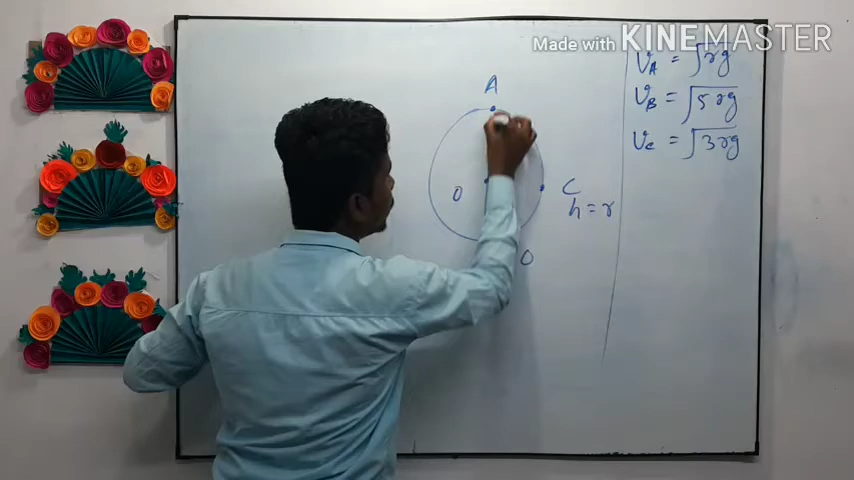 Made with KINEMASTER
A
O
C
h = r
O
V_A = √rg
V_B = √5rg
V_C = √3rg